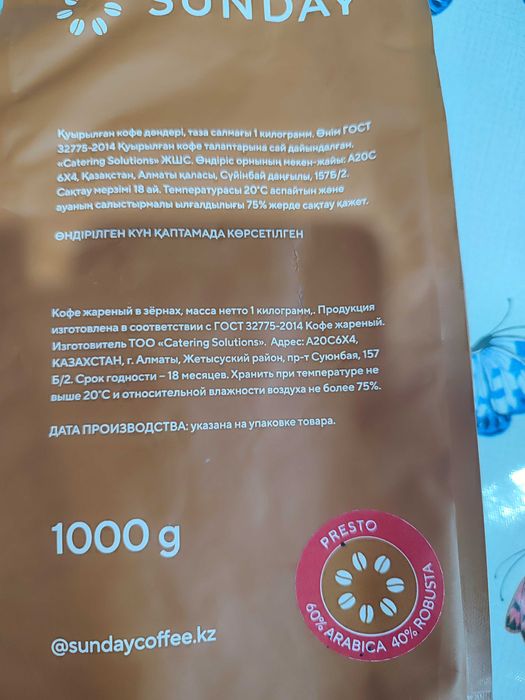 SUNDAY
Қуырылған кофе дәндері, таза салмағы 1 килограмм. Өнім ГОСТ
32775-2014 Қуырылған кофе талаптарына сай дайындалған.
«Catering Solutions» ЖШС. Өндіріс орнының мекен-жайы: A20C
6X4, Қазақстан, Алматы қаласы, Сүйінбай даңғылы, 157Б/2.
Сақтау мерзімі 18 ай. Температурасы 20°C аспайтын және
ауаның салыстырмалы ылғалдылығы 75% жерде сақтау қажет.
ӨНДІРІЛГЕН КҮН ҚАПТАМАДА КӨРСЕТІЛГЕН
Кофе жареный в зёрнах, масса нетто 1 килограмм,. Продукция
изготовлена в соответствии с ГОСТ 32775-2014 Кофе жареный.
Изготовитель ТОО «Catering Solutions». Адрес: A20C6X4,
КАЗАХСТАН, г. Алматы, Жетысуский район, пр-т Суюнбая, 157
Б/2. Срок годности – 18 месяцев. Хранить при температуре не
выше 20°C и относительной влажности воздуха не более 75%.
ДАТА ПРОИЗВОДСТВА: указана на упаковке товара.
1000 g
PRESTO
60% ARABICA 40% ROBUSTA
@sundaycoffee.kz